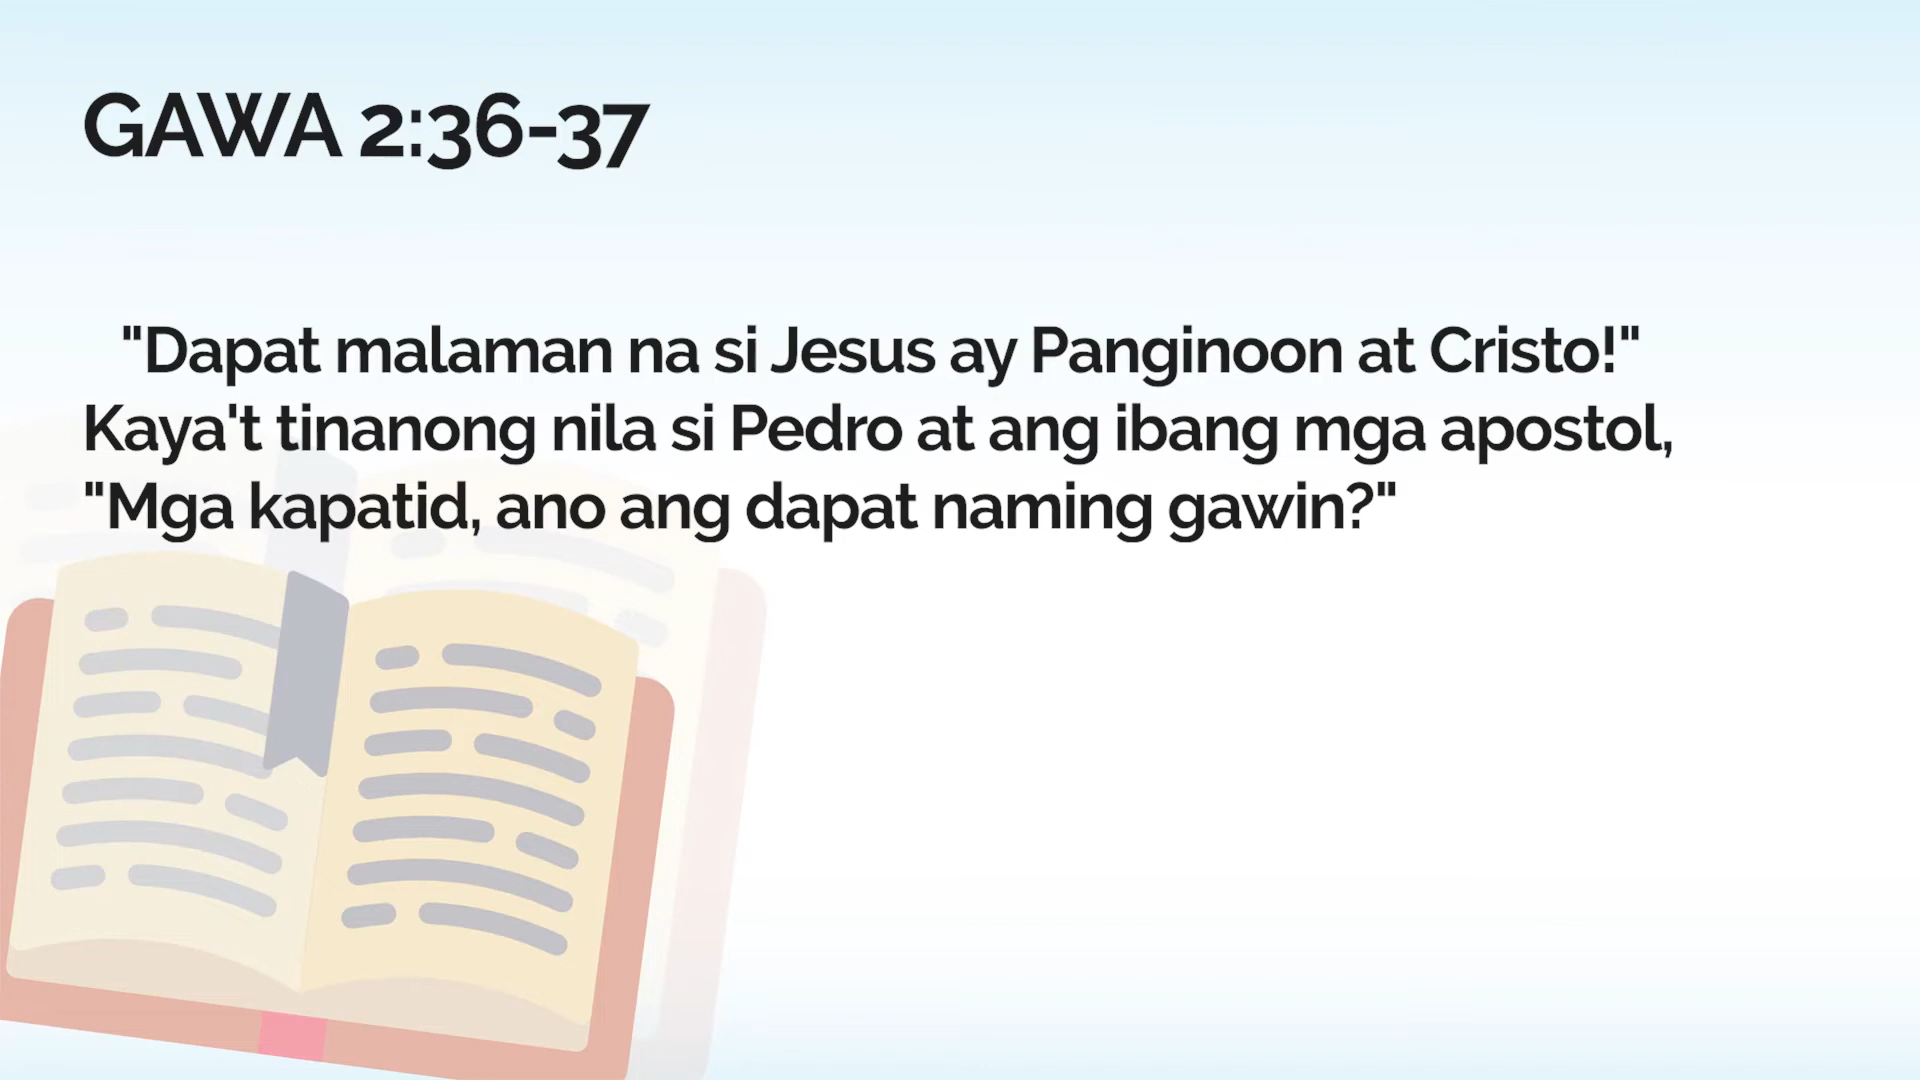 GAWA 2:36-37
"Dapat malaman na si Jesus ay Panginoon at Cristo!"
Kaya't tinanong nila si Pedro at ang ibang mga apostol,
"Mga kapatid, ano ang dapat naming gawin?"